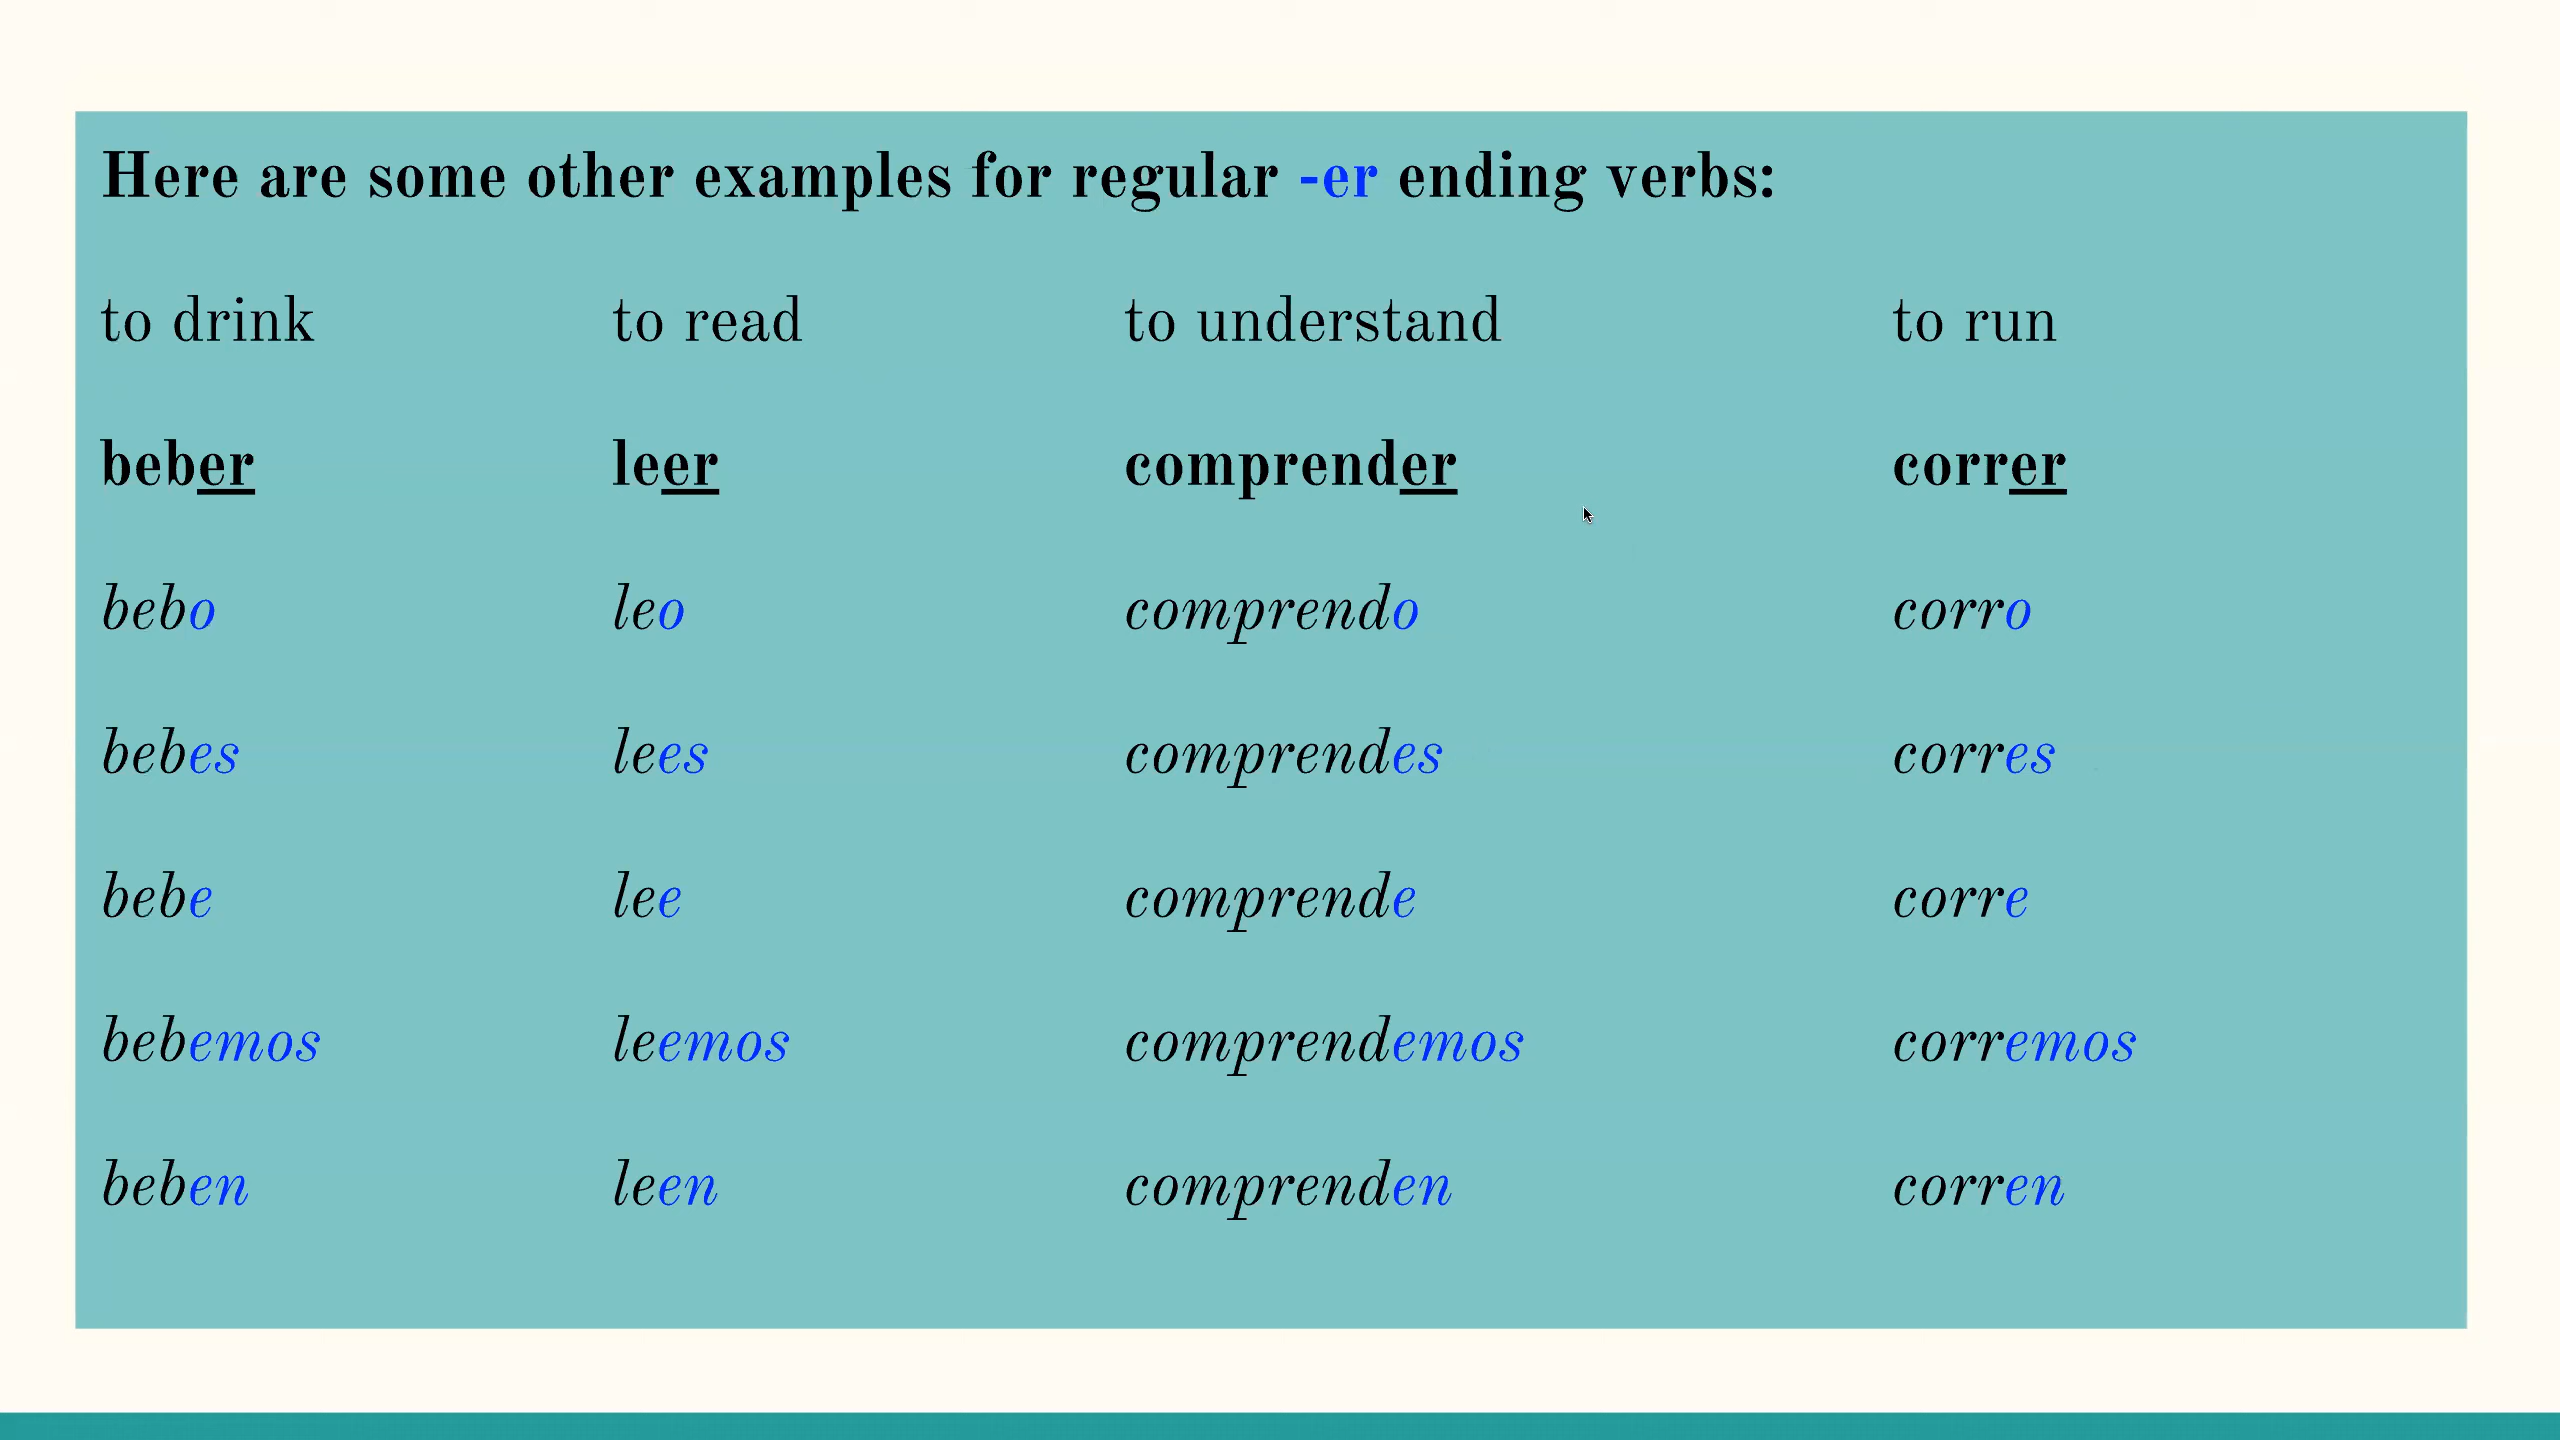 Here are some other examples for regular -er ending verbs:
to drink to read to understand to run
beber leer comprender correr
bebo leo comprendo corro
bebes lees comprendes corres
bebe lee comprende corre
bebemos leemos comprendemos corremos
beben leen comprenden corren